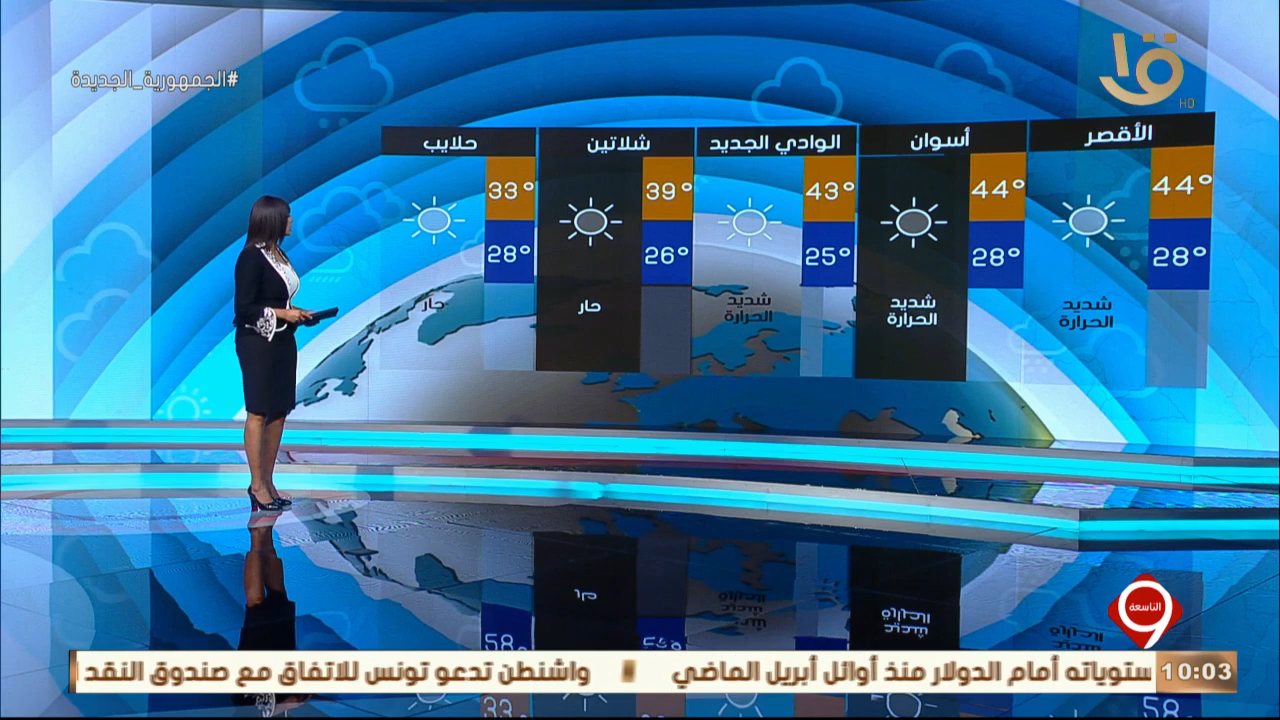 #الجمهورية_الجديدة
HD
الأقصر
44°
28°
شديد
الحرارة
أسوان
44°
28°
شديد
الحرارة
الوادي الجديد
43°
25°
شديد
الحرارة
شلاتين
39°
26°
حار
حلايب
33°
28°
حار
التاسعة
9
10:03
ستوياته أمام الدولار منذ أوائل أبريل الماضي
واشنطن تدعو تونس للاتفاق مع صندوق النقد